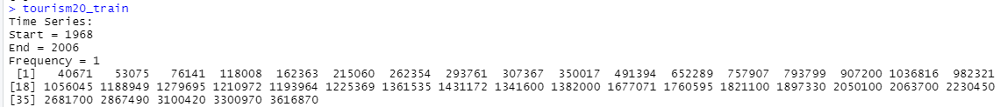 > tourism20_train
Time Series:
Start = 1968
End = 2006
Frequency = 1
[1] 40671 53075 76141 118008 162363 215060 262354 293761 307367 350017 491394 652289 757907 793799 907200 1036816 982321
[18] 1056045 1188949 1279695 1210972 1193964 1225369 1361535 1431172 1341600 1382000 1677071 1760595 1821100 1897330 2050100 2063700 2230450
[35] 2681700 2867490 3100420 3300970 3616870